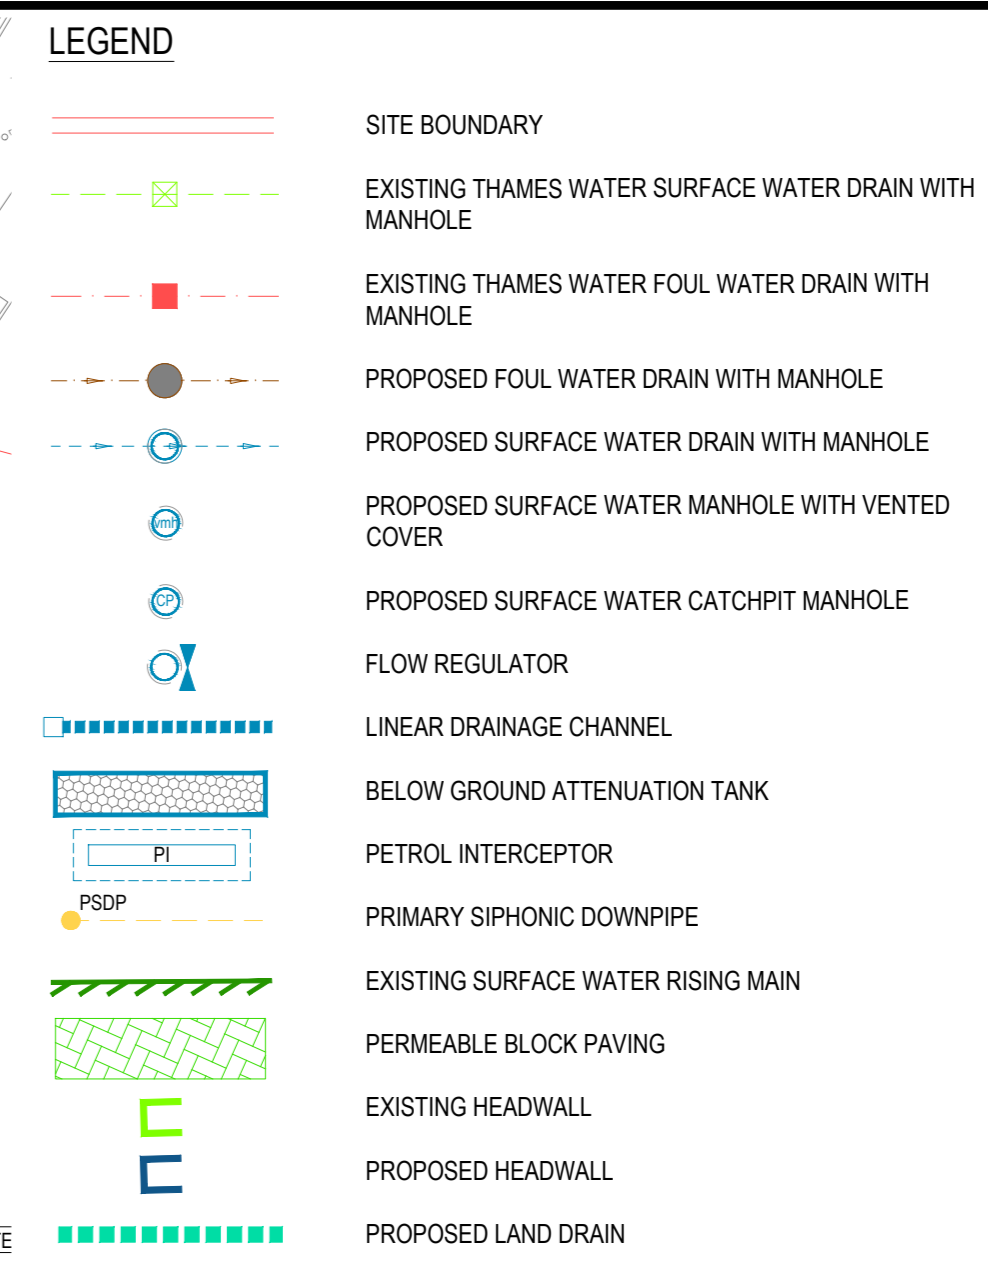 LEGEND
SITE BOUNDARY
EXISTING THAMES WATER SURFACE WATER DRAIN WITH
MANHOLE
EXISTING THAMES WATER FOUL WATER DRAIN WITH
MANHOLE
PROPOSED FOUL WATER DRAIN WITH MANHOLE
PROPOSED SURFACE WATER DRAIN WITH MANHOLE
vmh
PROPOSED SURFACE WATER MANHOLE WITH VENTED
COVER
CP
PROPOSED SURFACE WATER CATCHPIT MANHOLE
FLOW REGULATOR
LINEAR DRAINAGE CHANNEL
BELOW GROUND ATTENUATION TANK
PI
PETROL INTERCEPTOR
PSDP
PRIMARY SIPHONIC DOWNPIPE
EXISTING SURFACE WATER RISING MAIN
PERMEABLE BLOCK PAVING
EXISTING HEADWALL
PROPOSED HEADWALL
PROPOSED LAND DRAIN